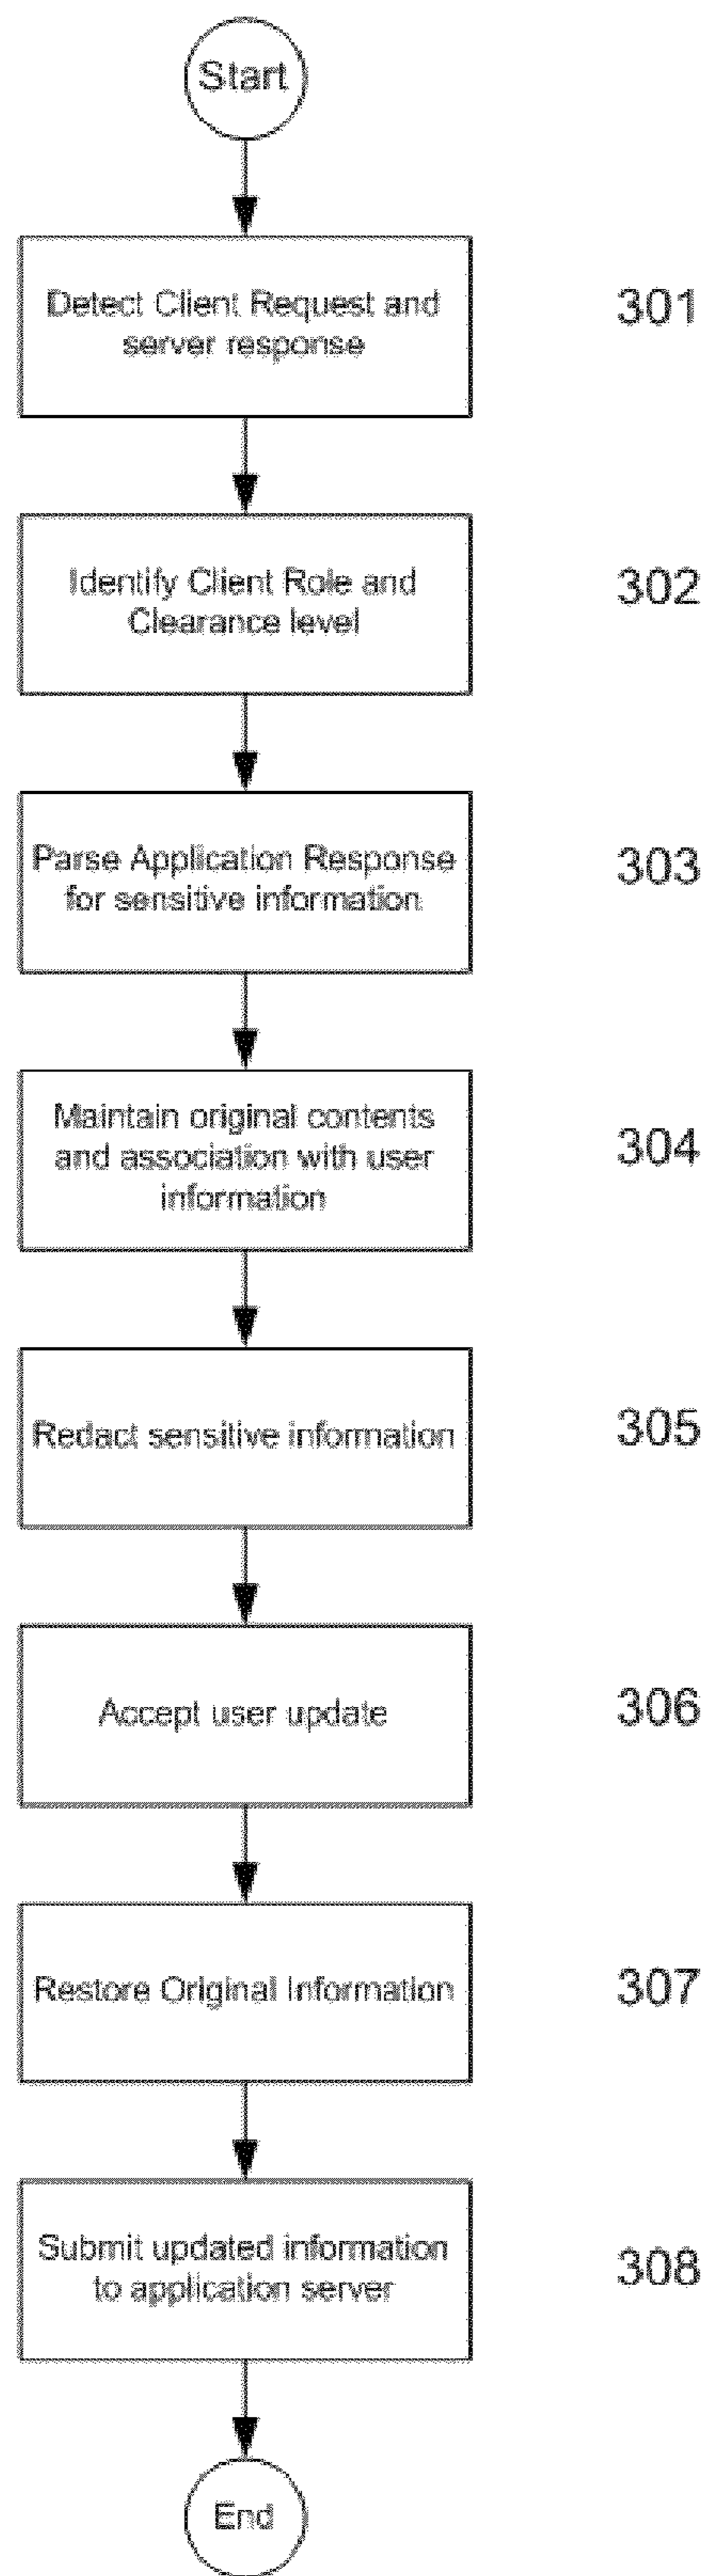 Start
Detect Client Request and
server response
301
Identify Client Role and
Clearance level
302
Parse Application Response
for sensitive information
303
Maintain original contents
and association with user
information
304
Redact sensitive information
305
Accept user update
306
Restore Original Information
307
Submit updated information
to application server
308
End